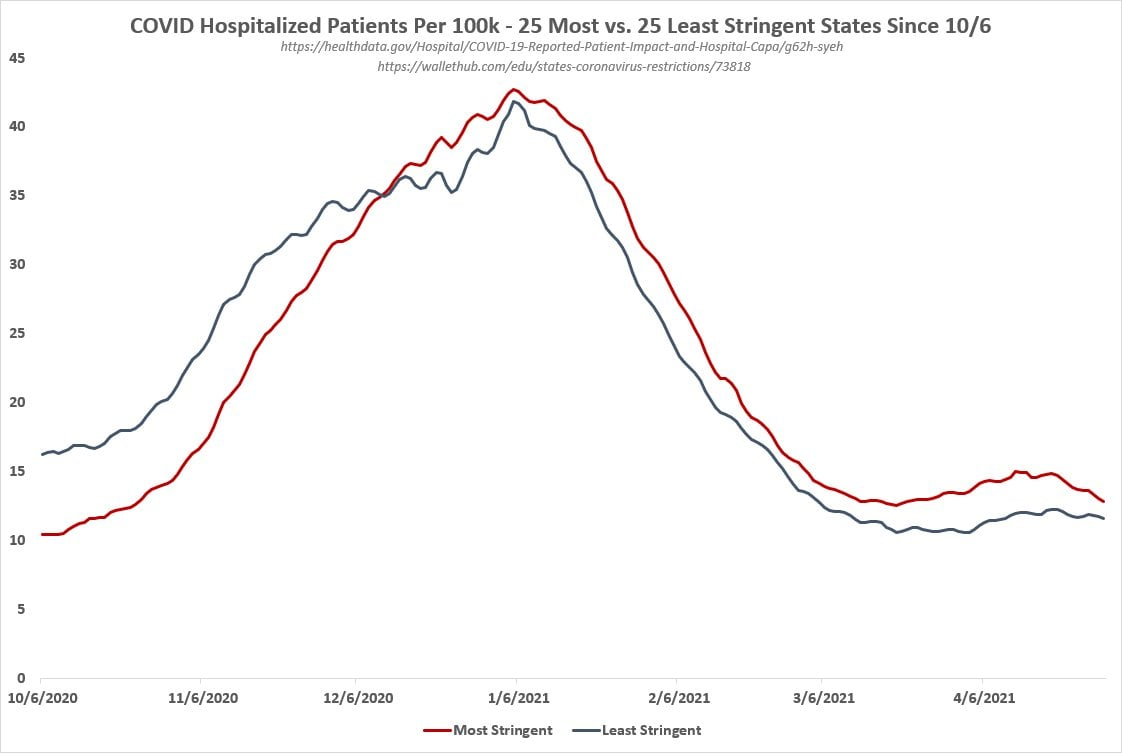 COVID Hospitalized Patients Per 100k - 25 Most vs. 25 Least Stringent States Since 10/6
https://healthdata.gov/Hospital/COVID-19-Reported-Patient-Impact-and-Hospital-Capa/g62h-syeh
https://wallethub.com/edu/states-coronavirus-restrictions/73818
45
40
35
30
25
20
15
10
5
0
10/6/2020 11/6/2020 12/6/2020 1/6/2021 2/6/2021 3/6/2021 4/6/2021
Most Stringent Least Stringent